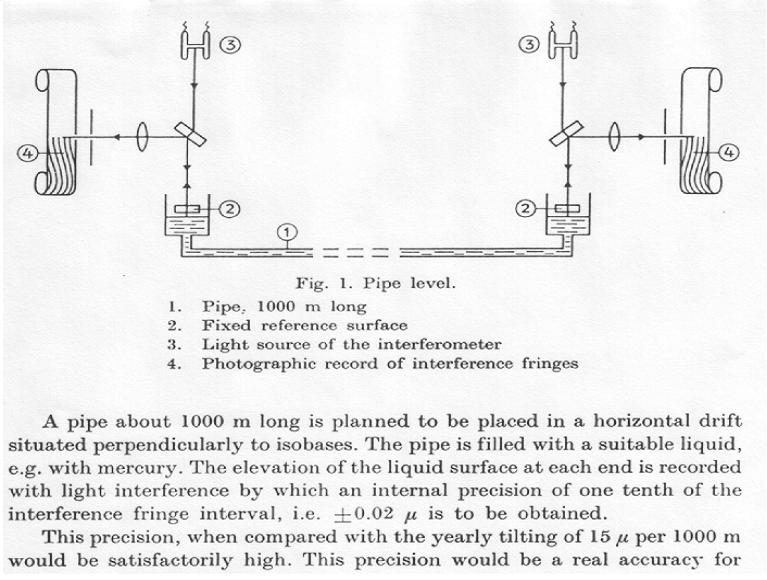 3
3
4
4
2
2
1
Fig. 1. Pipe level.
1. Pipe, 1000 m long
2. Fixed reference surface
3. Light source of the interferometer
4. Photographic record of interference fringes
A pipe about 1000 m long is planned to be placed in a horizontal drift
situated perpendicularly to isobases. The pipe is filled with a suitable liquid,
e.g. with mercury. The elevation of the liquid surface at each end is recorded
with light interference by which an internal precision of one tenth of the
interference fringe interval, i.e. ±0.02 μ is to be obtained.
This precision, when compared with the yearly tilting of 15 μ per 1000 m
would be satisfactorily high. This precision would be a real accuracy for